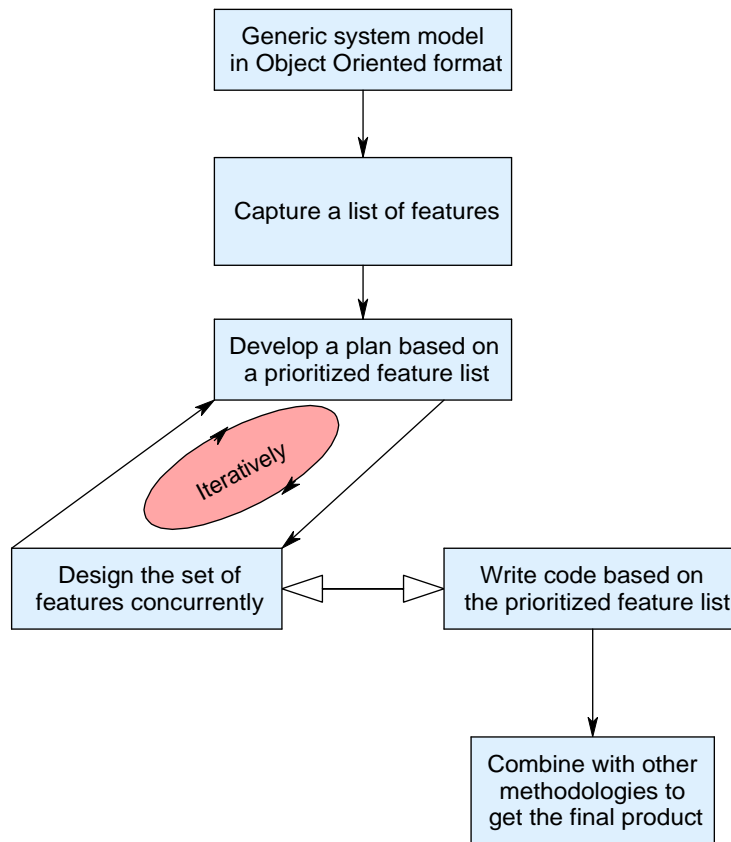 Generic system model
in Object Oriented format
Capture a list of features
Develop a plan based on
a prioritized feature list
Iteratively
Design the set of
features concurrently
Write code based on
the prioritized feature list
Combine with other
methodologies to
get the final product